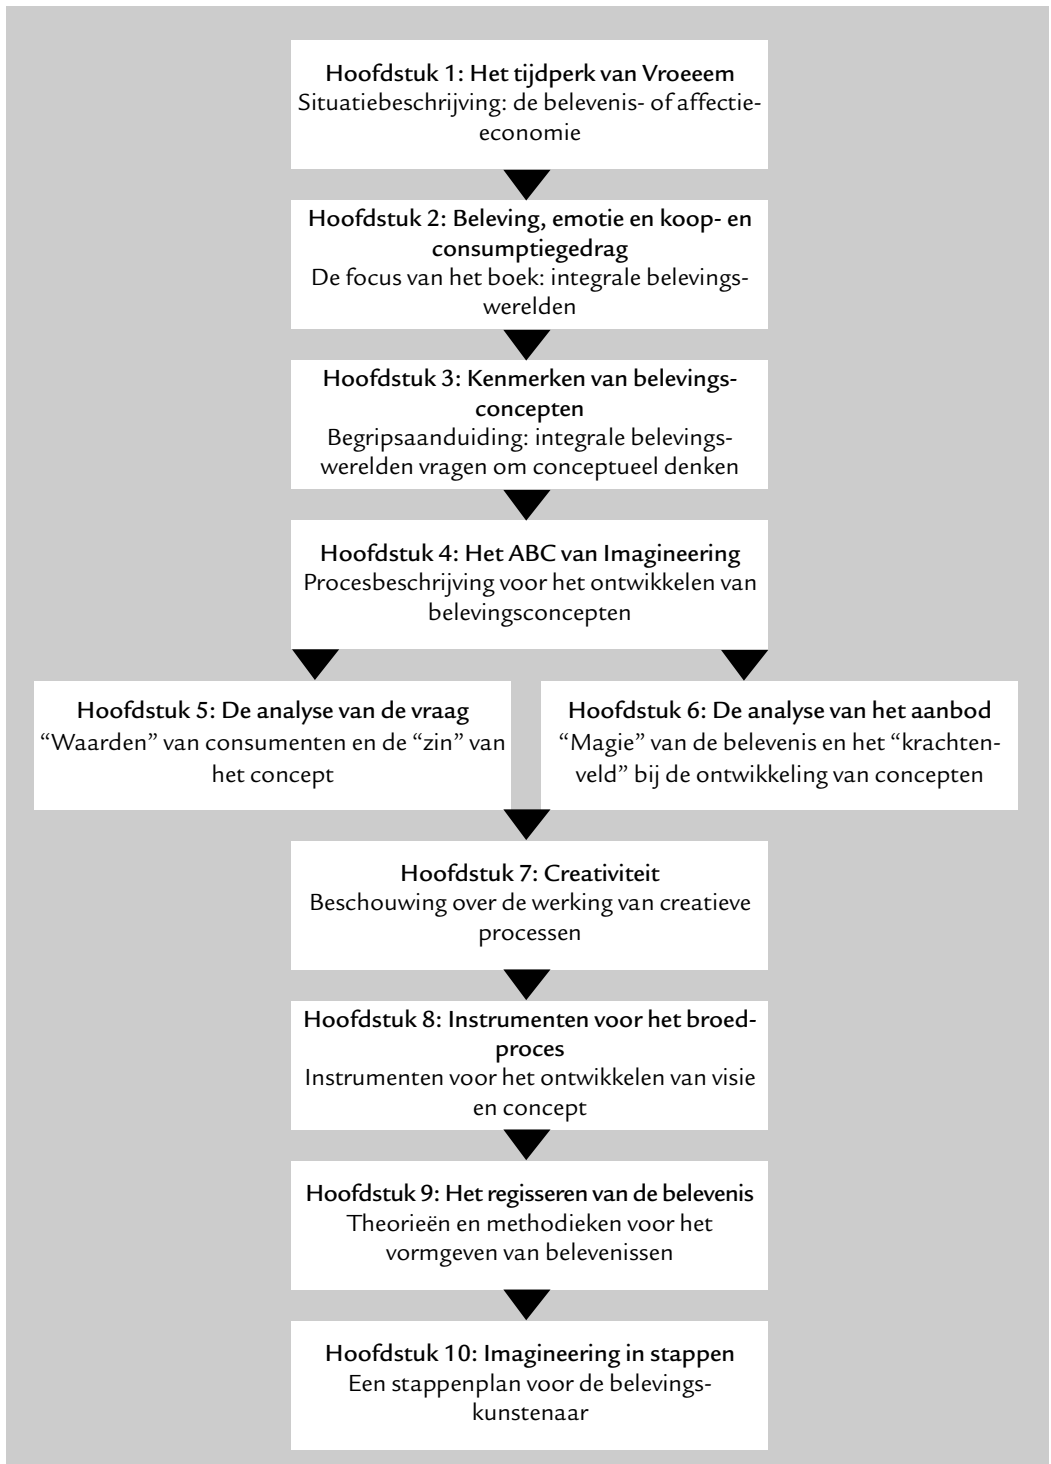 Hoofdstuk 1: Het tijdperk van Vroeeem
Situatiebeschrijving: de belevenis- of affectie-
economie
Hoofdstuk 2: Beleving, emotie en koop- en
consumptiegedrag
De focus van het boek: integrale belevings-
werelden
Hoofdstuk 3: Kenmerken van belevings-
concepten
Begripsaanduiding: integrale belevings-
werelden vragen om conceptueel denken
Hoofdstuk 4: Het ABC van Imagineering
Procesbeschrijving voor het ontwikkelen van
belevingsconcepten
Hoofdstuk 5: De analyse van de vraag
“Waarden” van consumenten en de “zin” van
het concept
Hoofdstuk 6: De analyse van het aanbod
“Magie” van de belevenis en het “krachten-
veld” bij de ontwikkeling van concepten
Hoofdstuk 7: Creativiteit
Beschouwing over de werking van creatieve
processen
Hoofdstuk 8: Instrumenten voor het broed-
proces
Instrumenten voor het ontwikkelen van visie
en concept
Hoofdstuk 9: Het regisseren van de belevenis
Theorieën en methodieken voor het
vormgeven van belevenissen
Hoofdstuk 10: Imagineering in stappen
Een stappenplan voor de belevings-
kunstenaar